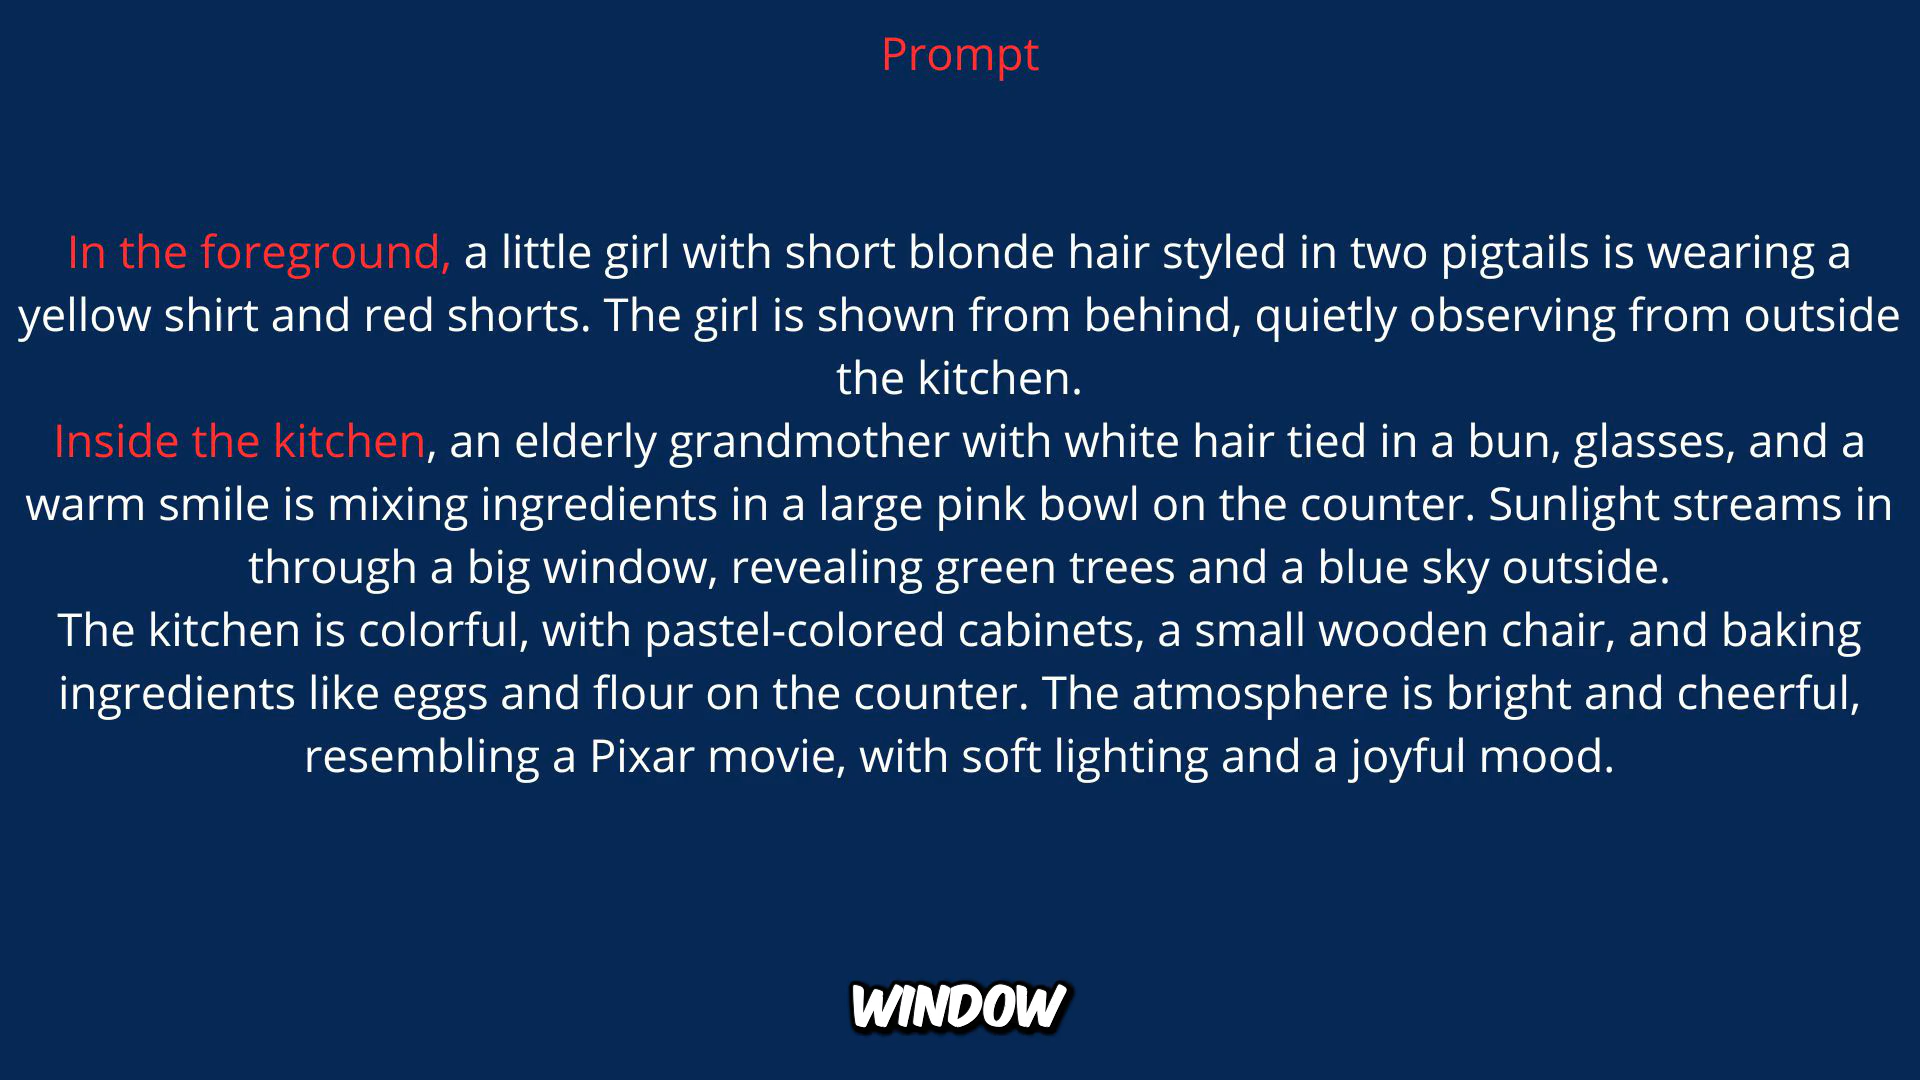 Prompt
In the foreground, a little girl with short blonde hair styled in two pigtails is wearing a
yellow shirt and red shorts. The girl is shown from behind, quietly observing from outside
the kitchen.
Inside the kitchen, an elderly grandmother with white hair tied in a bun, glasses, and a
warm smile is mixing ingredients in a large pink bowl on the counter. Sunlight streams in
through a big window, revealing green trees and a blue sky outside.
The kitchen is colorful, with pastel-colored cabinets, a small wooden chair, and baking
ingredients like eggs and flour on the counter. The atmosphere is bright and cheerful,
resembling a Pixar movie, with soft lighting and a joyful mood.
WINDOW